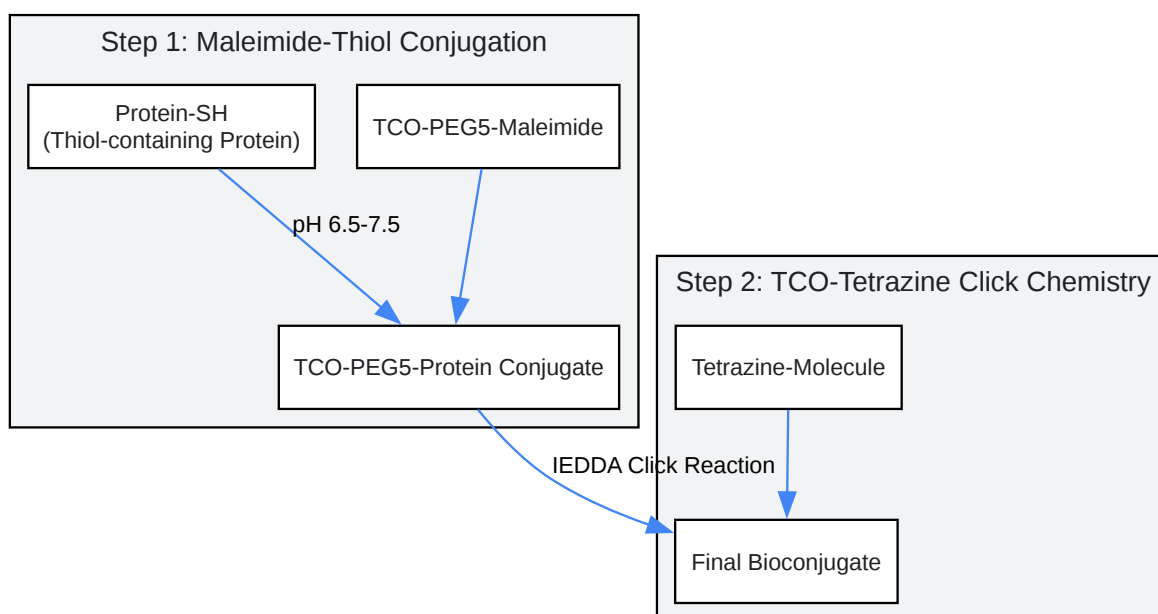 Step 1: Maleimide-Thiol Conjugation
Protein-SH
(Thiol-containing Protein)
TCO-PEG5-Maleimide
pH 6.5-7.5
TCO-PEG5-Protein Conjugate
Step 2: TCO-Tetrazine Click Chemistry
Tetrazine-Molecule
IEDDA Click Reaction
Final Bioconjugate